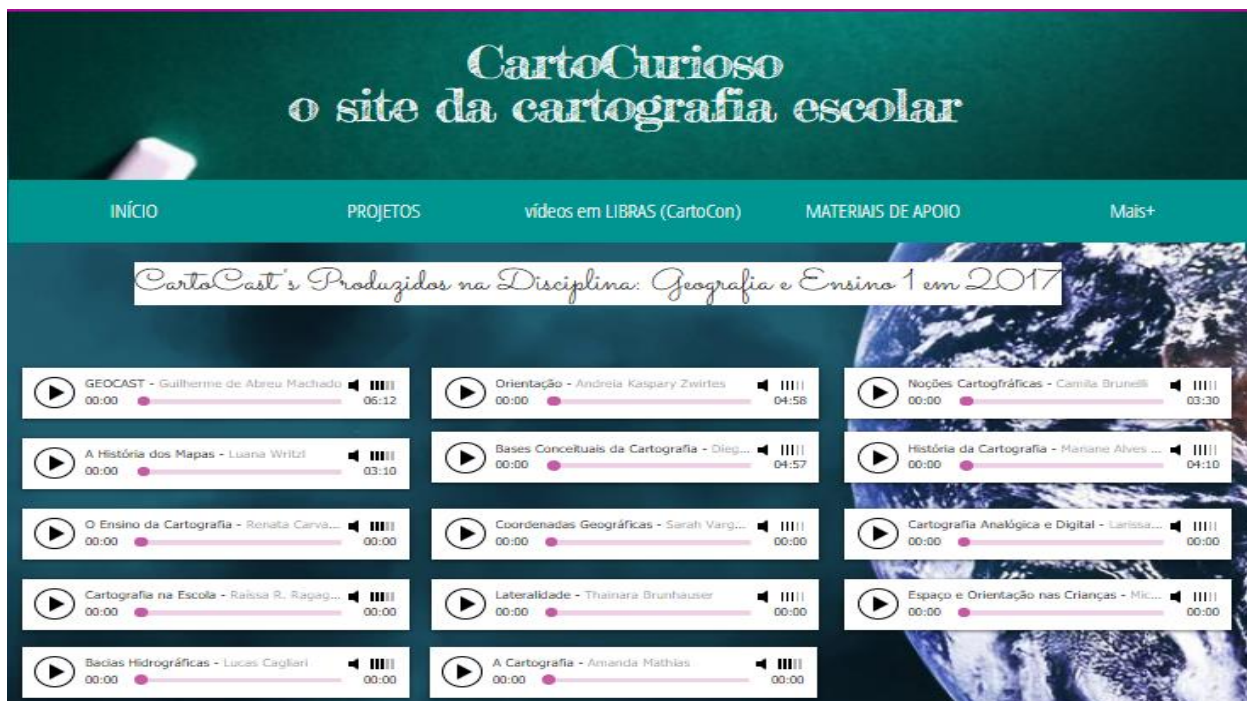 CartoCurioso
o site da cartografia escolar
INÍCIO PROJETOS vídeos em LIBRAS (CartoCon) MATERIAIS DE APOIO Mais+
CartoCast's Produzidos na Disciplina: Geografia e Ensino 1 em 2017
GEOCAST - Guilherme de Abreu Machado
00:00 06:12
Orientação - Andreia Kaspary Zwirtes
00:00 04:58
Noções Cartogfráficas - Camila Brunelli
00:00 03:30
A História dos Mapas - Luana Writzl
00:00 03:10
Bases Conceituais da Cartografia - Dieg...
00:00 04:57
História da Cartografia - Mariane Alves ...
00:00 04:10
O Ensino da Cartografia - Renata Carva...
00:00 00:00
Coordenadas Geográficas - Sarah Varg...
00:00 00:00
Cartografia Analógica e Digital - Larissa...
00:00 00:00
Cartografia na Escola - Raissa R. Ragag...
00:00 00:00
Lateralidade - Thainara Brunhauser
00:00 00:00
Espaço e Orientação nas Crianças - Mic...
00:00 00:00
Bacias Hidrográficas - Lucas Cagliari
00:00 00:00
A Cartografia - Amanda Mathias
00:00 00:00